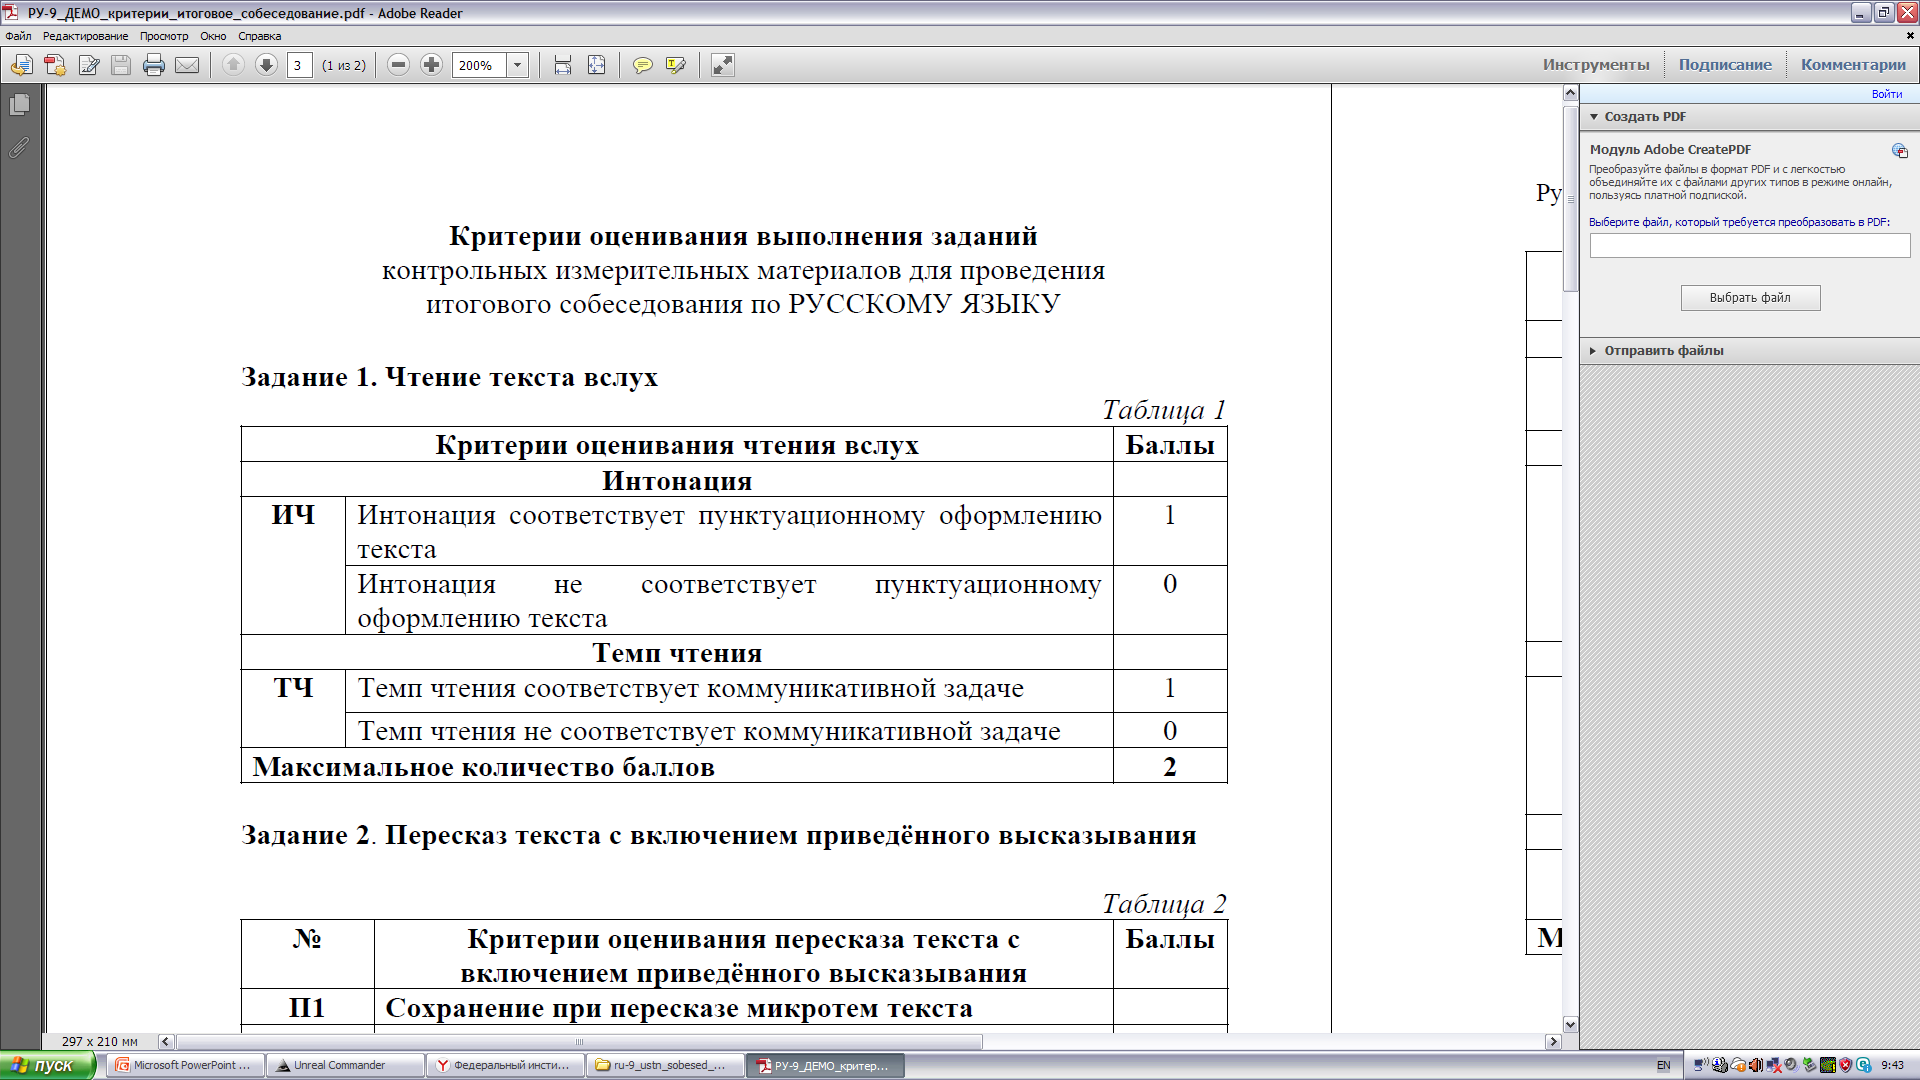 РУ-9_ДЕМО_критерии_итоговое_собеседование.pdf - Adobe Reader
Файл Редактирование Просмотр Окно Справка
3 (1 из 2) 200% Инструменты Подписание Комментарии
Войти
Создать PDF
Модуль Adobe CreatePDF
Преобразуйте файлы в формат PDF и с легкостью
объединяйте их с файлами других типов в режиме онлайн,
пользуясь платной подпиской.
Выберите файл, который требуется преобразовать в PDF:
Выбрать файл
Отправить файлы
Ру
М
Критерии оценивания выполнения заданий
контрольных измерительных материалов для проведения
итогового собеседования по РУССКОМУ ЯЗЫКУ
Задание 1. Чтение текста вслух
Таблица 1
Критерии оценивания чтения вслух Баллы
Интонация
ИЧ Интонация соответствует пунктуационному оформлению 1
текста
Интонация не соответствует пунктуационному 0
оформлению текста
Темп чтения
ТЧ Темп чтения соответствует коммуникативной задаче 1
Темп чтения не соответствует коммуникативной задаче 0
Максимальное количество баллов 2
Задание 2. Пересказ текста с включением приведённого высказывания
Таблица 2
№ Критерии оценивания пересказа текста с Баллы
включением приведённого высказывания
П1 Сохранение при пересказе микротем текста
297 x 210 мм
пуск Microsoft PowerPoint ... Unreal Commander Федеральный инсти... ru-9_ustn_sobesed_... РУ-9_ДЕМО_критер... EN 9:43